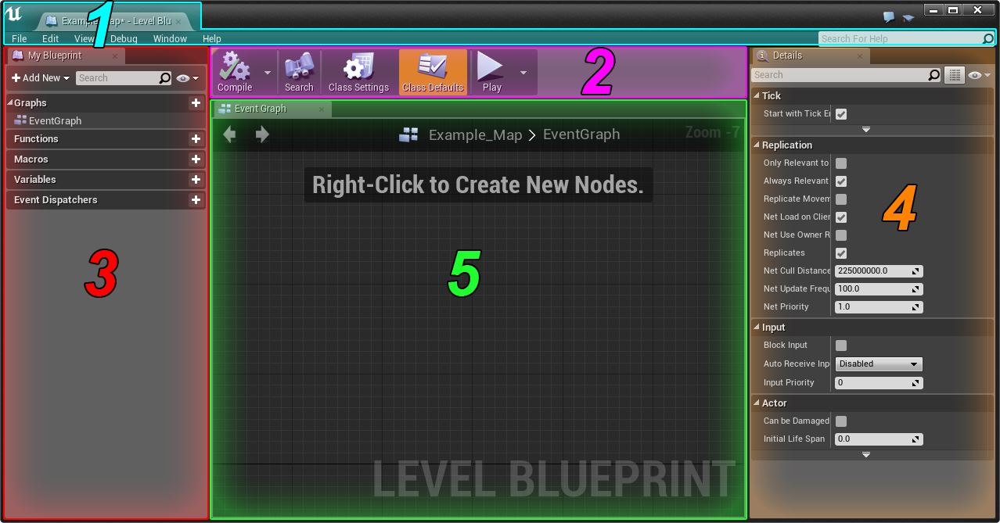 Example_Map* - Level Blu
1
File Edit View Debug Window Help
Search For Help
My Blueprint
Add New
Search
Graphs
EventGraph
Functions
Macros
Variables
Event Dispatchers
3
Compile
Search
Class Settings
Class Defaults
Play
2
Event Graph
Example_Map > EventGraph
Zoom -7
Right-Click to Create New Nodes.
5
LEVEL BLUEPRINT
Details
Search
Tick
Start with Tick En
Replication
Only Relevant to
Always Relevant
Replicate Movem
Net Load on Clien
Net Use Owner R
Replicates
Net Cull Distance 225000000.0
Net Update Frequ 100.0
Net Priority 1.0
4
Input
Block Input
Auto Receive Inpu Disabled
Input Priority 0
Actor
Can be Damaged
Initial Life Span 0.0